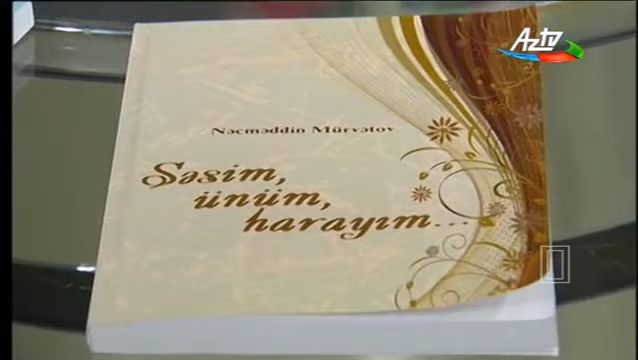 AzTV
Nəcməddin Mürvətov
Səsim,
ünüm,
harayım...